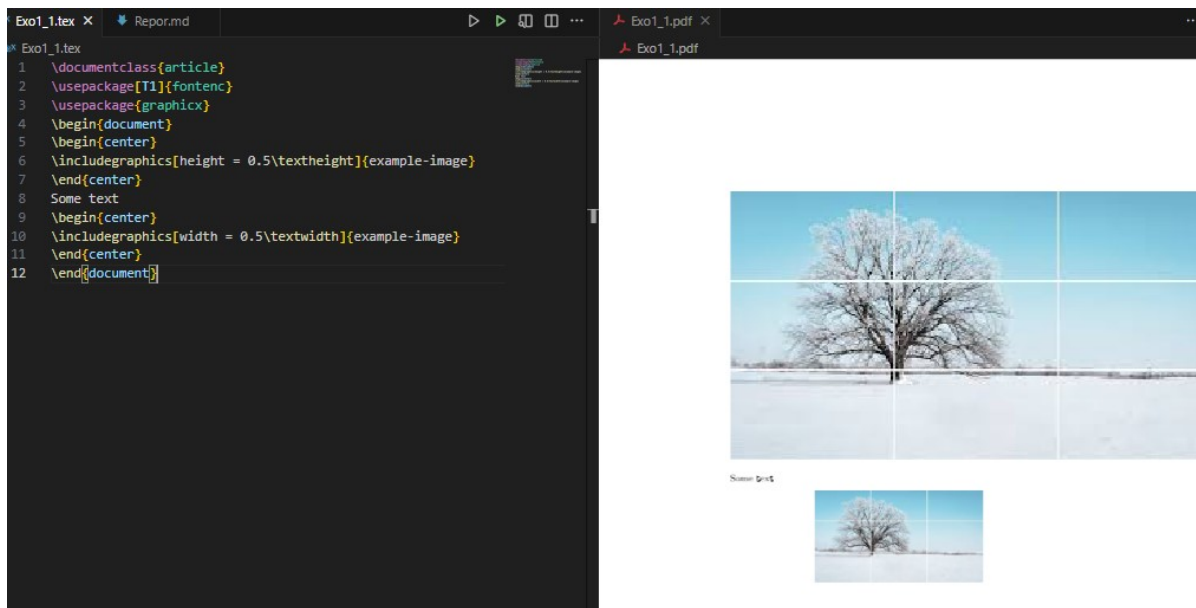 Exo1_1.tex
Repor.md
Exo1_1.tex
1 \documentclass{article}
2 \usepackage[T1]{fontenc}
3 \usepackage{graphicx}
4 \begin{document}
5 \begin{center}
6 \includegraphics[height = 0.5\textheight]{example-image}
7 \end{center}
8 Some text
9 \begin{center}
10 \includegraphics[width = 0.5\textwidth]{example-image}
11 \end{center}
12 \end{document}
Exo1_1.pdf
Exo1_1.pdf
Some text